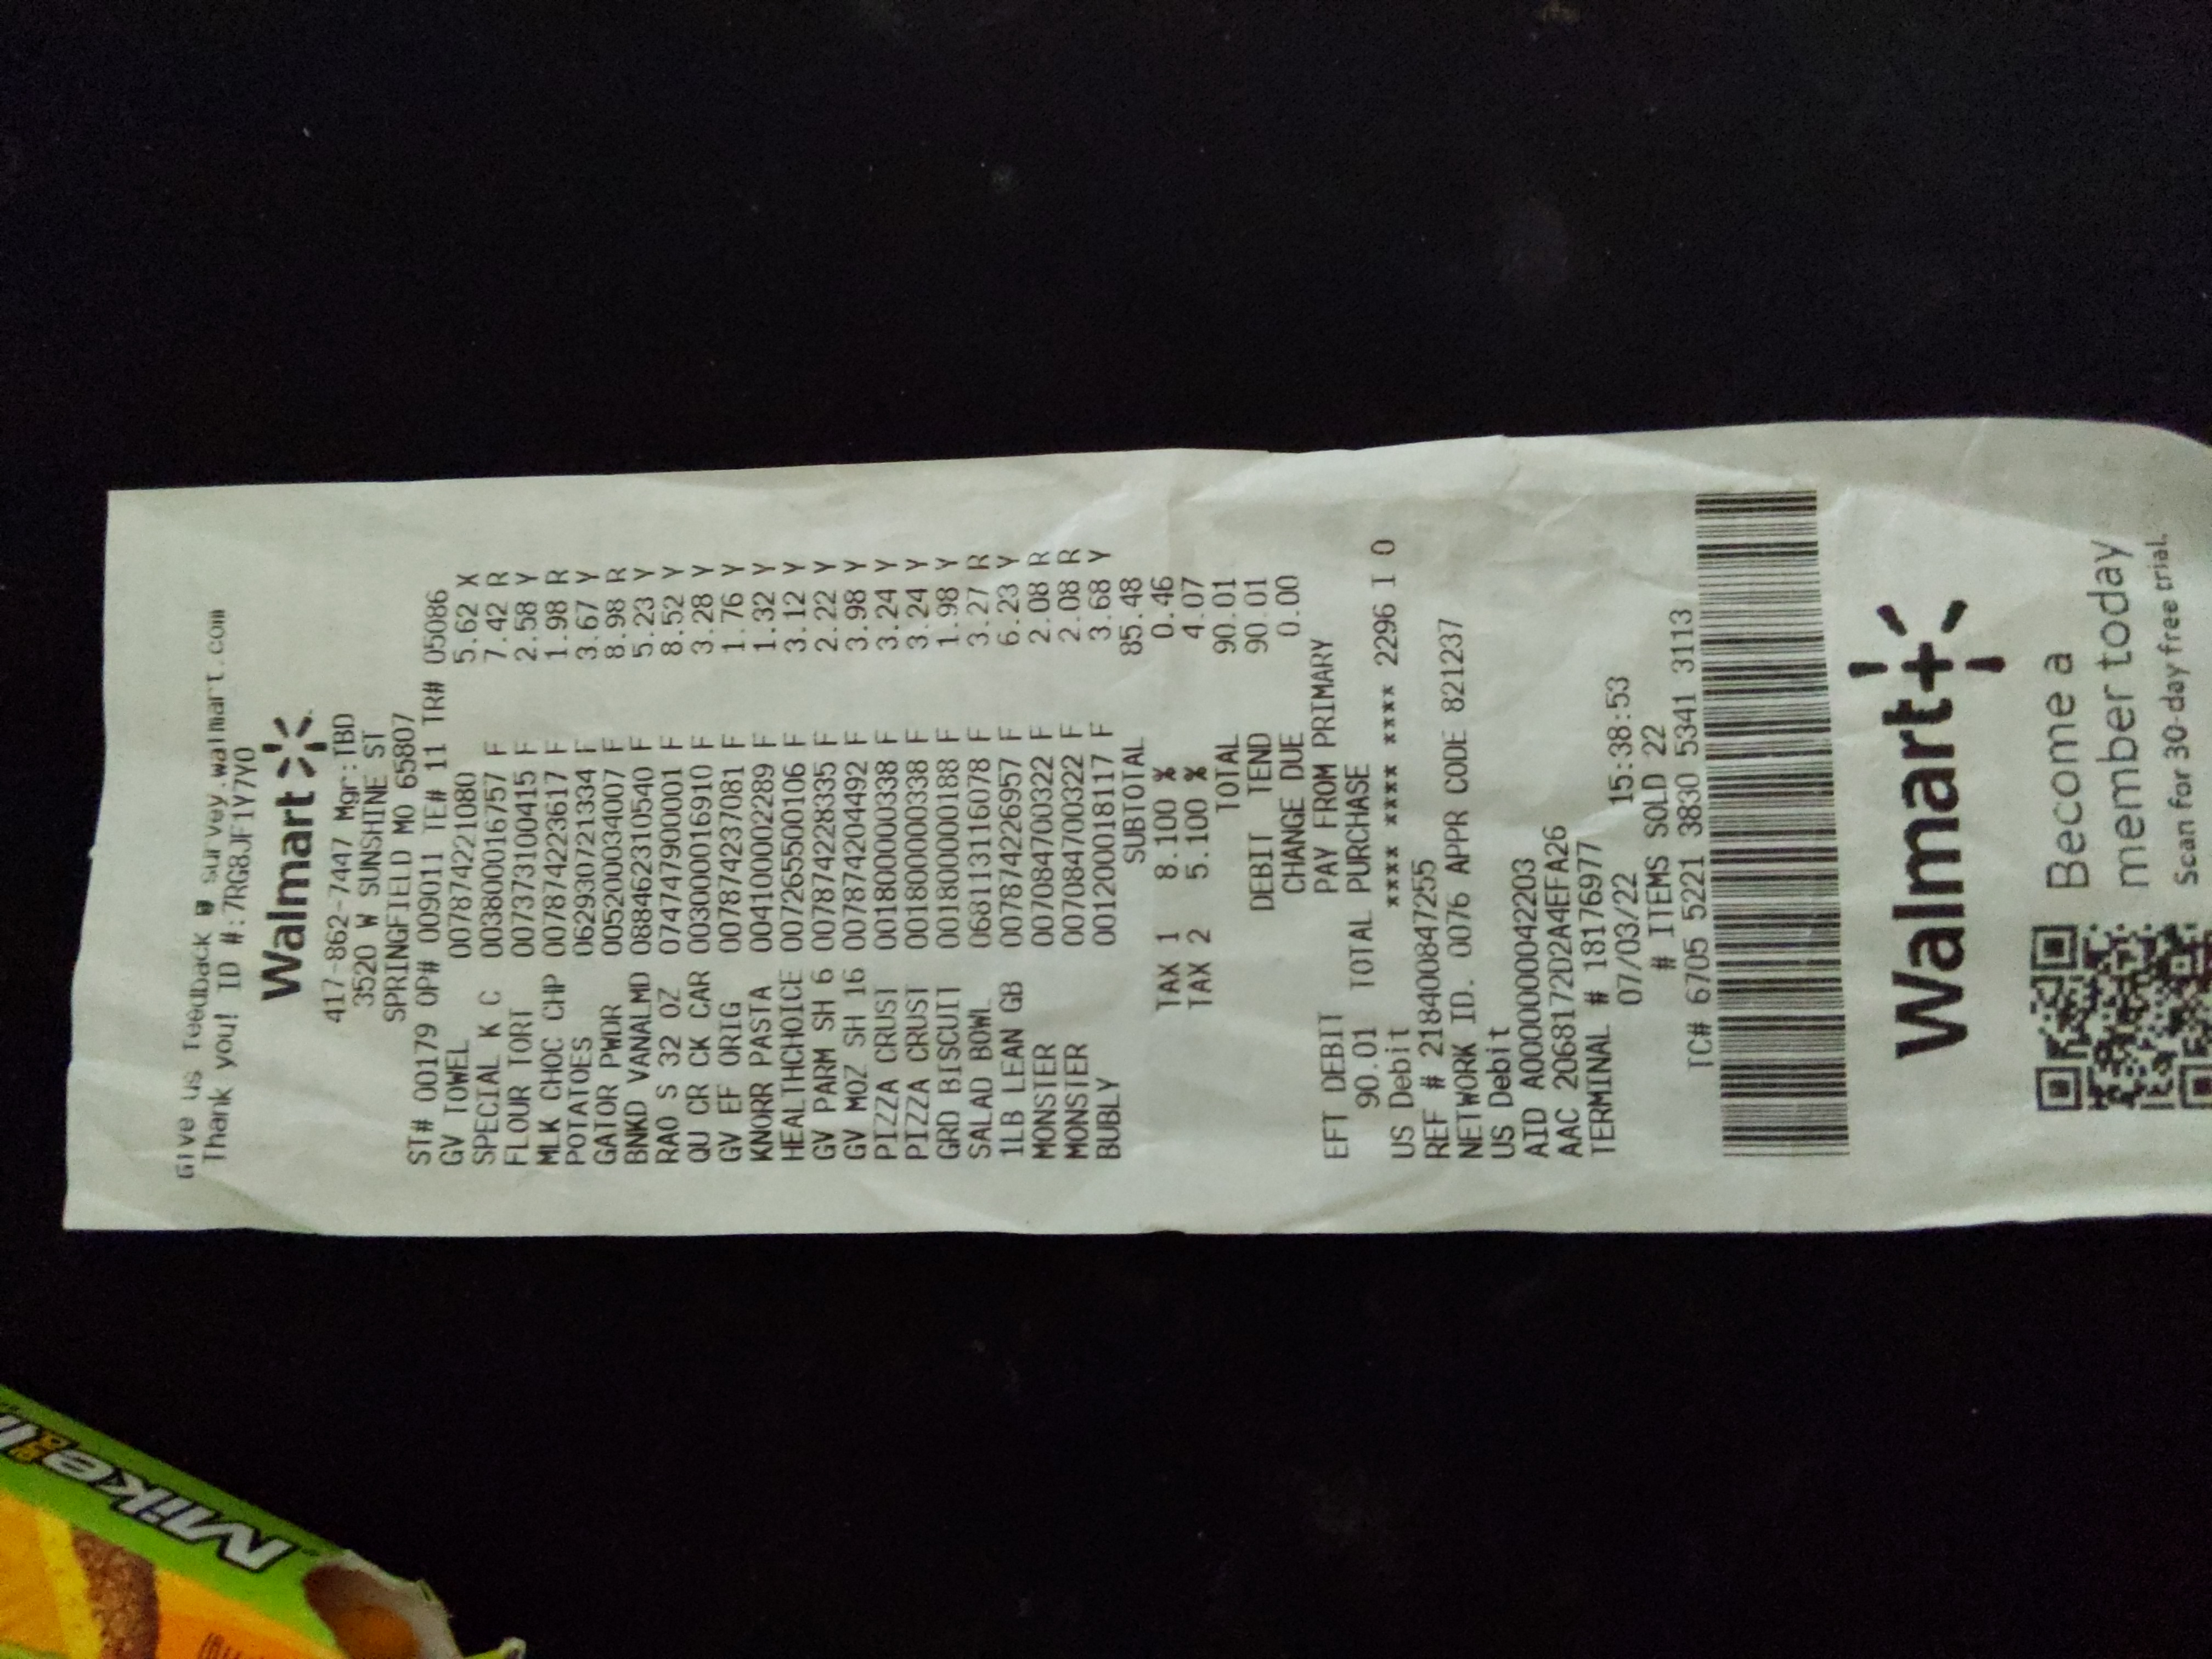 Mike
Give us feedback @ survey.walmart.com
Thank you! ID #:7RG8JF1Y7Y0
Walmart
417-862-7447 Mgr:TBD
3520 W SUNSHINE ST
SPRINGFIELD MO 65807
ST# 00179 OP# 009011 TE# 11 TR# 05086
GV TOWEL 007874221080 5.62 X
SPECIAL K C 003800016757 F 7.42 R
FLOUR TORT 007373100415 F 2.58 Y
MLK CHOC CHP 007874223617 F 1.98 R
POTATOES 062930721334 F 3.67 Y
GATOR PWDR 005200034007 F 8.98 R
BNKD VANALMD 088462310540 F 5.23 Y
RAO S 32 OZ 074747900001 F 8.52 Y
QU CR CK CAR 003000016910 F 3.28 Y
GV EF ORIG 007874237081 F 1.76 Y
KNORR PASTA 004100002289 F 1.32 Y
HEALTHCHOICE 007265500106 F 3.12 Y
GV PARM SH 6 007874228335 F 2.22 Y
GV MOZ SH 16 007874204492 F 3.98 Y
PIZZA CRUST 001800000338 F 3.24 Y
PIZZA CRUST 001800000338 F 3.24 Y
GRD BISCUIT 001800000188 F 1.98 Y
SALAD BOWL 068113116078 F 3.27 R
1LB LEAN GB 007874226957 F 6.23 Y
MONSTER 007084700322 F 2.08 R
MONSTER 007084700322 F 2.08 R
BUBLY 001200018117 F 3.68 Y
SUBTOTAL 85.48
TAX 1 8.100 % 0.46
TAX 2 5.100 % 4.07
TOTAL 90.01
DEBIT TEND 90.01
CHANGE DUE 0.00
EFT DEBIT PAY FROM PRIMARY
90.01 TOTAL PURCHASE
US Debit **** **** **** 2296 I 0
REF # 218400847255
NETWORK ID. 0076 APPR CODE 821237
US Debit
AID A0000000042203
AAC 2068172D2A4EFA26
TERMINAL # 18176977
07/03/22 15:38:53
# ITEMS SOLD 22
TC# 6705 5221 3830 5341 3113
Walmart+
Become a
member today
Scan for 30-day free trial.